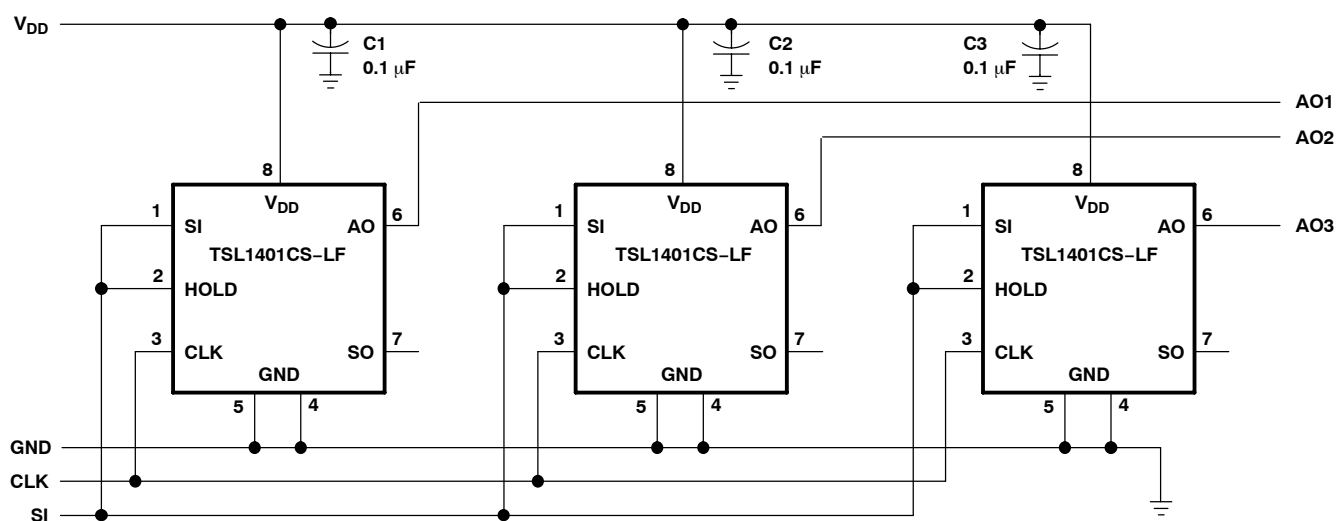 VDD
C1
0.1 μF
C2
0.1 μF
C3
0.1 μF
AO1
AO2
8
8
8
VDD
VDD
VDD
1
SI
AO
6
1
SI
AO
6
1
SI
AO
6
AO3
TSL1401CS–LF
TSL1401CS–LF
TSL1401CS–LF
2
HOLD
2
HOLD
2
HOLD
3
CLK
SO
7
3
CLK
SO
7
3
CLK
SO
7
GND
GND
GND
5
4
5
4
5
4
GND
CLK
SI